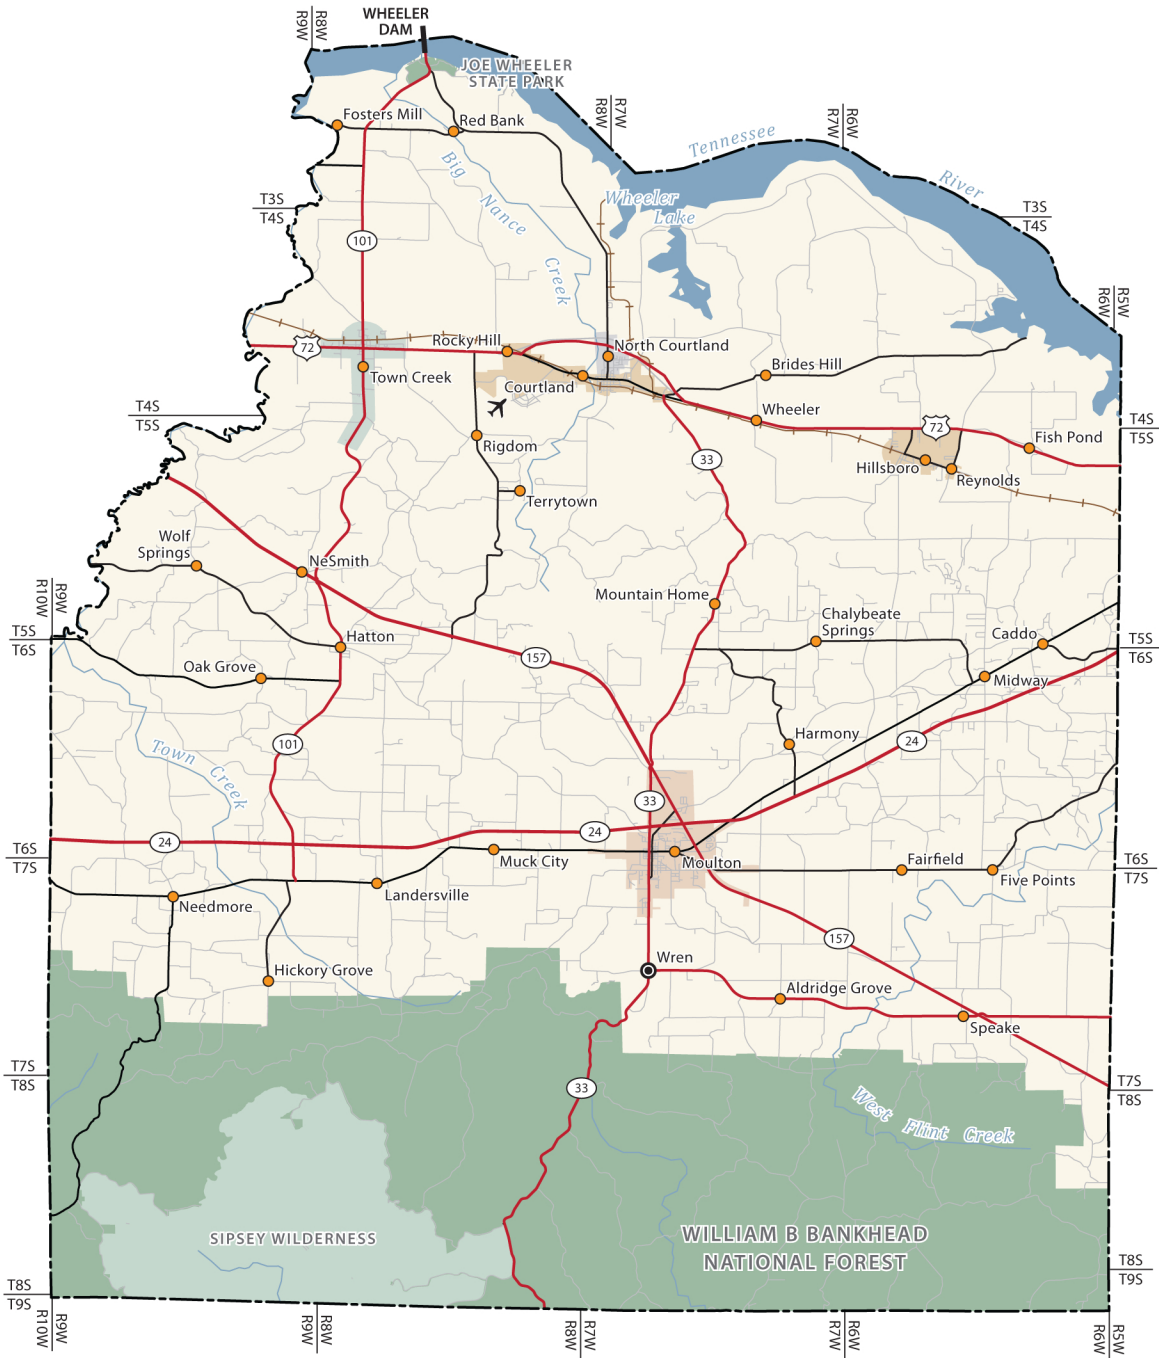 WHEELER
DAM
R9W
R8W
JOE WHEELER
STATE PARK
Fosters Mill
Red Bank
R8W
R7W
R7W
R6W
Tennessee
River
Big Nance
Creek
Wheeler
Lake
T3S
T4S
T3S
T4S
101
R6W
R5W
72
Rocky Hill
North Courtland
Town Creek
Courtland
Brides Hill
Wheeler
T4S
T5S
72
T4S
T5S
Fish Pond
Rigdom
33
Hillsboro
Reynolds
Terrytown
Wolf
Springs
NeSmith
R10W
R9W
Mountain Home
Chalybeate
Springs
Caddo
T5S
T6S
Hatton
T5S
T6S
157
Oak Grove
Midway
Harmony
24
101
Town Creek
33
24
24
T6S
T7S
Muck City
Moulton
Fairfield
T6S
T7S
Five Points
Landersville
Needmore
157
Wren
Hickory Grove
Aldridge Grove
Speake
T7S
T8S
33
T7S
T8S
West Flint Creek
SIPSEY WILDERNESS
WILLIAM B BANKHEAD
NATIONAL FOREST
T8S
T9S
T8S
T9S
R10W
R9W
R9W
R8W
R8W
R7W
R7W
R6W
R6W
R5W